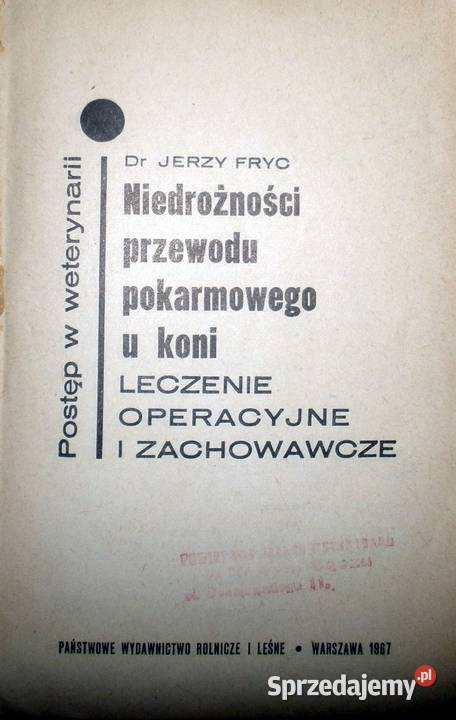 Postęp w weterynarii
Dr JERZY FRYC
Niedrożności
przewodu
pokarmowego
u koni
LECZENIE
OPERACYJNE
I ZACHOWAWCZE
PAŃSTWOWE WYDAWNICTWO ROLNICZE I LEŚNE • WARSZAWA 1967
Sprzedajemy.pl